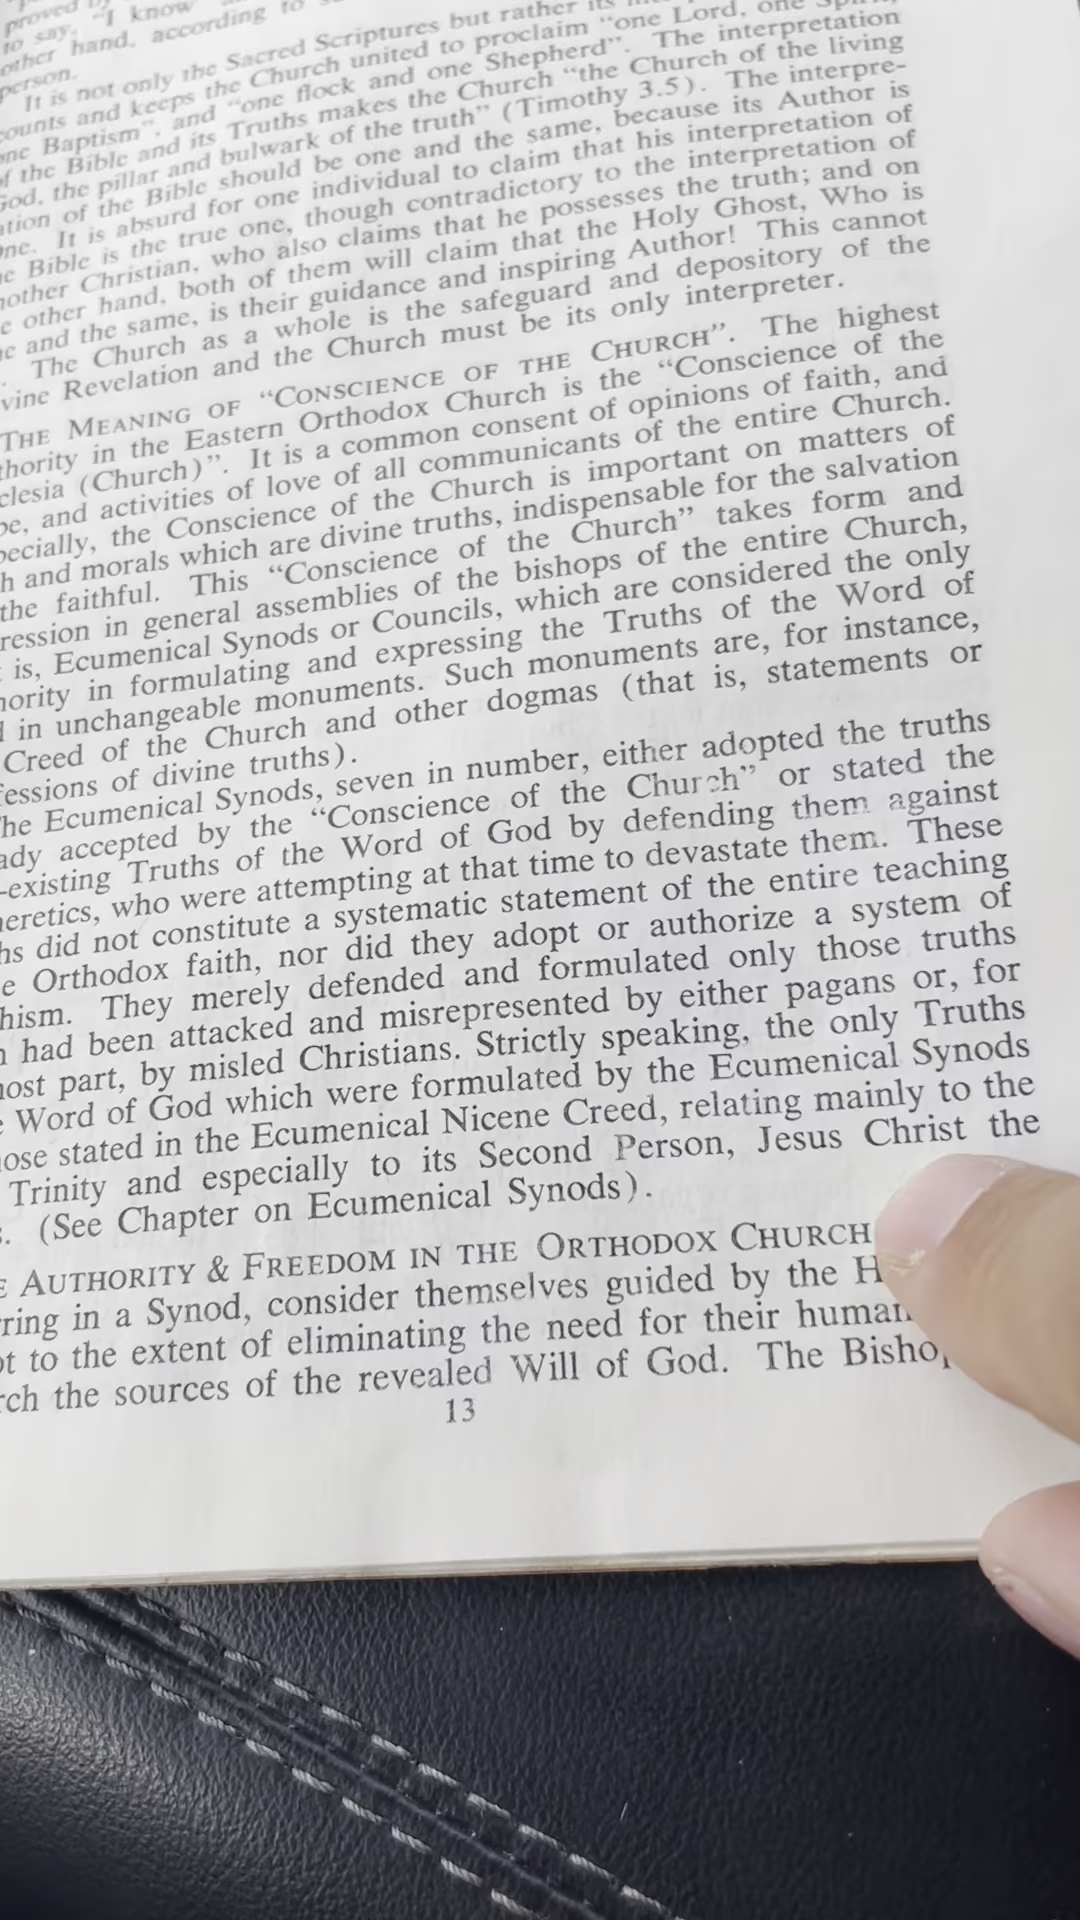 proved
"I know
to say,
other hand, according to
person.
It is not only the Sacred Scriptures but rather its
counts and keeps the Church united to proclaim "one Lord, one
one Baptism", and "one flock and one Shepherd". The interpretation
of the Bible and its Truths makes the Church "the Church of the living
God, the pillar and bulwark of the truth" (Timothy 3.5). The interpre-
ation of the Bible should be one and the same, because its Author is
One. It is absurd for one individual to claim that his interpretation of
e Bible is the true one, though contradictory to the interpretation of
nother Christian, who also claims that he possesses the truth; and on
e other hand, both of them will claim that the Holy Ghost, Who is
and the same, is their guidance and inspiring Author! This cannot
The Church as a whole is the safeguard and depository of the
vine Revelation and the Church must be its only interpreter.
THE MEANING OF "CONSCIENCE OF THE CHURCH". The highest
thority in the Eastern Orthodox Church is the "Conscience of the
clesia (Church)". It is a common consent of opinions of faith, and
pe, and activities of love of all communicants of the entire Church.
pecially, the Conscience of the Church is important on matters of
h and morals which are divine truths, indispensable for the salvation
the faithful. This "Conscience of the Church" takes form and
ression in general assemblies of the bishops of the entire Church,
is, Ecumenical Synods or Councils, which are considered the only
hority in formulating and expressing the Truths of the Word of
in unchangeable monuments. Such monuments are, for instance,
Creed of the Church and other dogmas (that is, statements or
fessions of divine truths).
he Ecumenical Synods, seven in number, either adopted the truths
ady accepted by the "Conscience of the Church" or stated the
-existing Truths of the Word of God by defending them against
heretics, who were attempting at that time to devastate them. These
hs did not constitute a systematic statement of the entire teaching
e Orthodox faith, nor did they adopt or authorize a system of
hism. They merely defended and formulated only those truths
h had been attacked and misrepresented by either pagans or, for
nost part, by misled Christians. Strictly speaking, the only Truths
Word of God which were formulated by the Ecumenical Synods
hose stated in the Ecumenical Nicene Creed, relating mainly to the
Trinity and especially to its Second Person, Jesus Christ the
s. (See Chapter on Ecumenical Synods).
E AUTHORITY & FREEDOM IN THE ORTHODOX CHURCH
rring in a Synod, consider themselves guided by the H
ot to the extent of eliminating the need for their human
rch the sources of the revealed Will of God. The Bishop
13